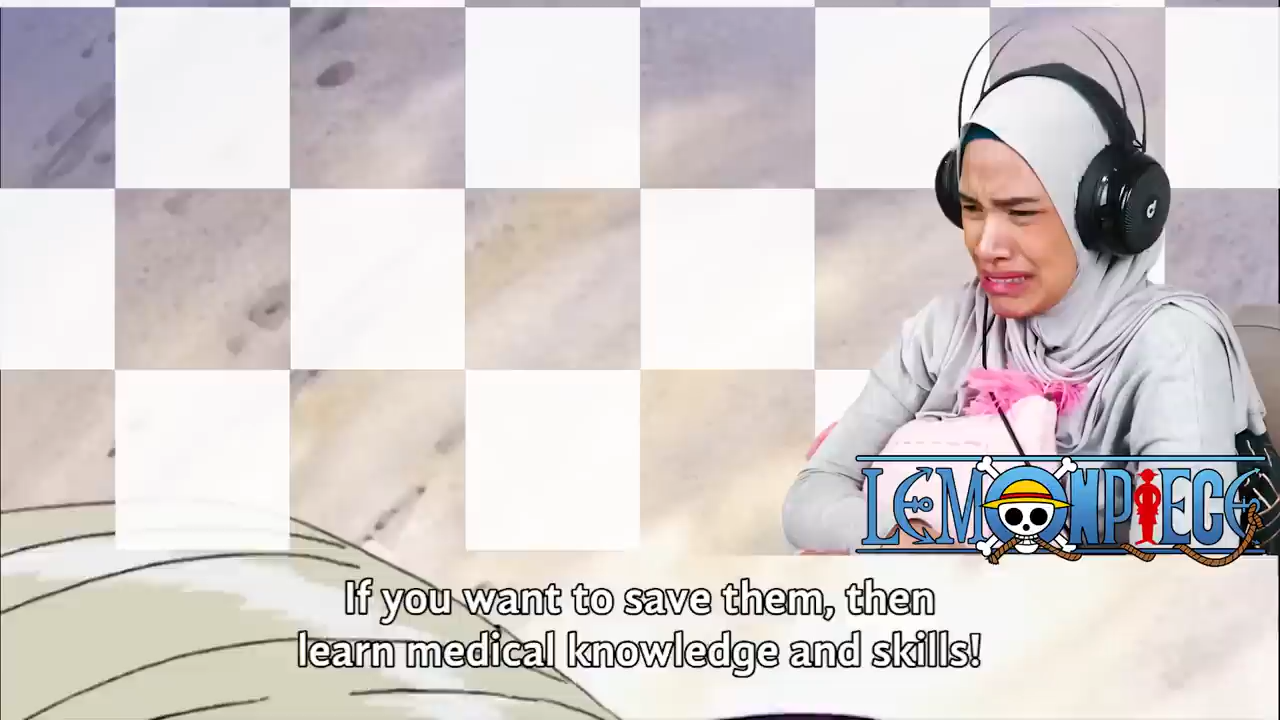 LEMONPIECE
If you want to save them, then
learn medical knowledge and skills!